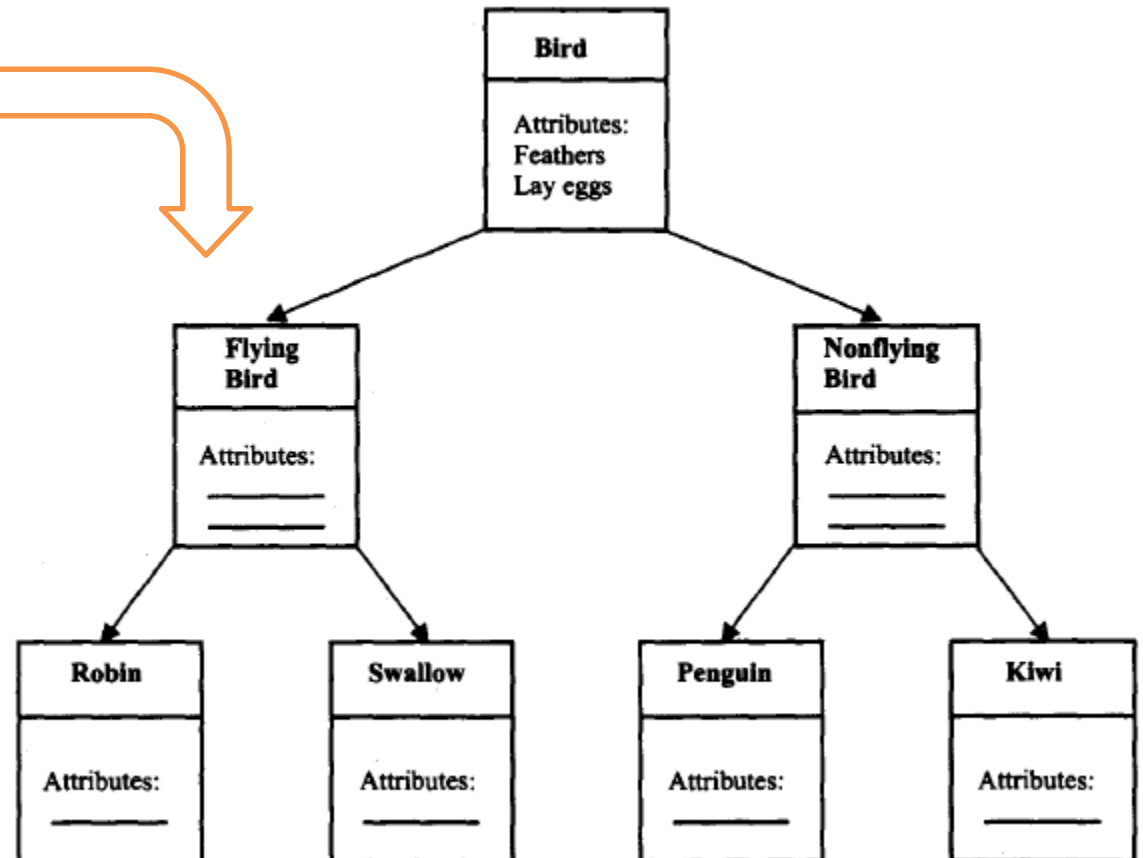 Bird
Attributes:
Feathers
Lay eggs
Flying
Bird
Attributes:
Nonflying
Bird
Attributes:
Robin
Attributes:
Swallow
Attributes:
Penguin
Attributes:
Kiwi
Attributes: